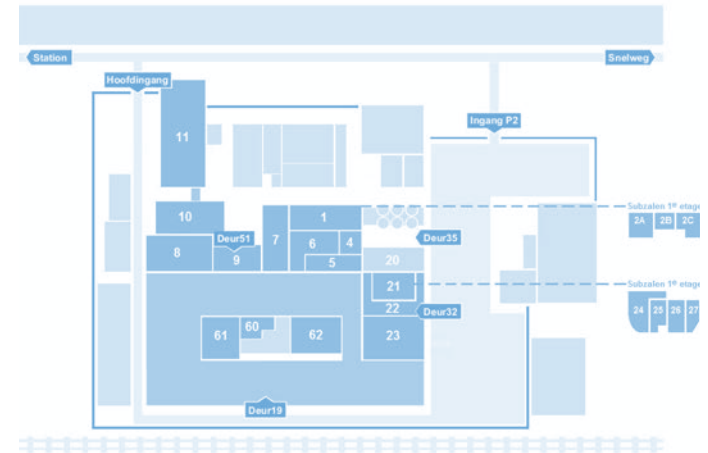 Station
Snelweg
Hoofdingang
Ingang P2
11
Subzalen 1e etage
2A
2B
2C
10
1
7
6
4
5
Deur51
Deur35
8
9
20
21
Subzalen 1e etage
22
Deur32
24
25
26
27
61
60
62
23
Deur19